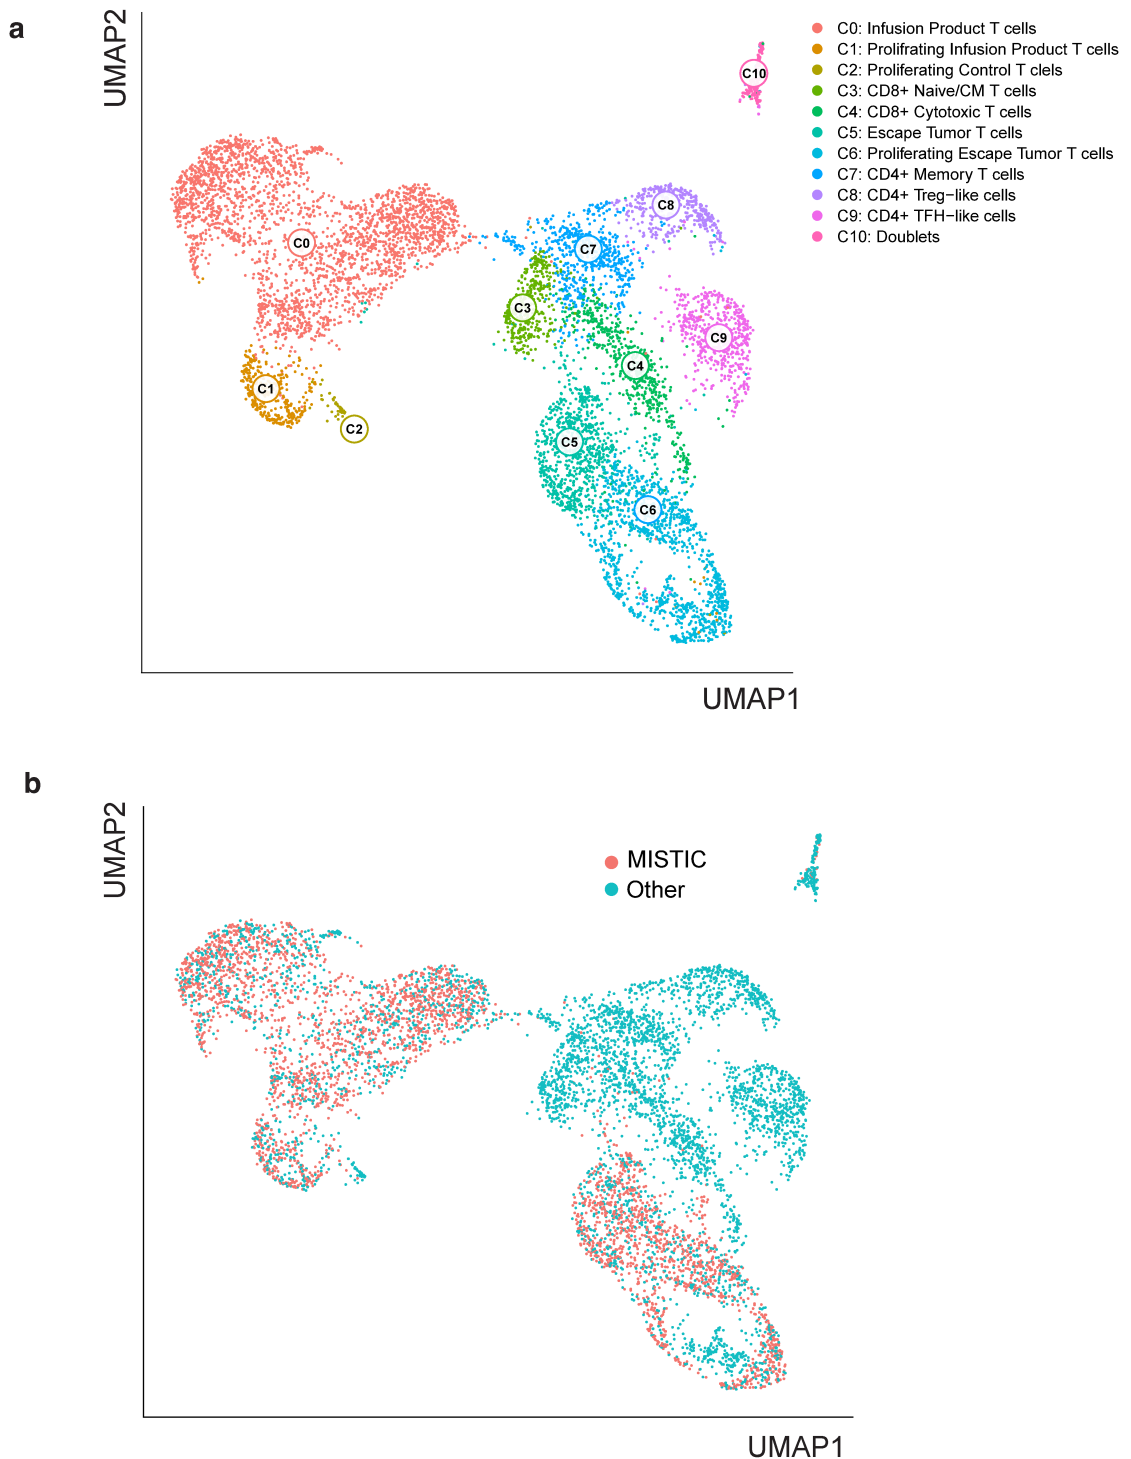 a
UMAP2
C0: Infusion Product T cells
C1: Prolifrating Infusion Product T cells
C2: Proliferating Control T clels
C3: CD8+ Naive/CM T cells
C4: CD8+ Cytotoxic T cells
C5: Escape Tumor T cells
C6: Proliferating Escape Tumor T cells
C7: CD4+ Memory T cells
C8: CD4+ Treg−like cells
C9: CD4+ TFH−like cells
C10: Doublets
C10
C8
C0
C7
C3
C9
C4
C1
C2
C5
C6
UMAP1
b
UMAP2
MISTIC
Other
UMAP1